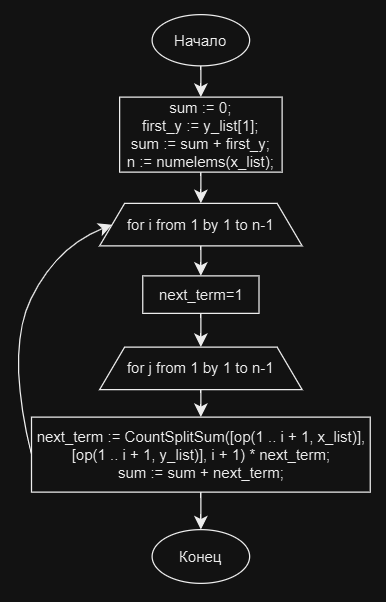 Начало
sum := 0;
first_y := y_list[1];
sum := sum + first_y;
n := numelems(x_list);
for i from 1 by 1 to n-1
next_term=1
for j from 1 by 1 to n-1
next_term := CountSplitSum([op(1 .. i + 1, x_list)],
[op(1 .. i + 1, y_list)], i + 1) * next_term;
sum := sum + next_term;
Конец